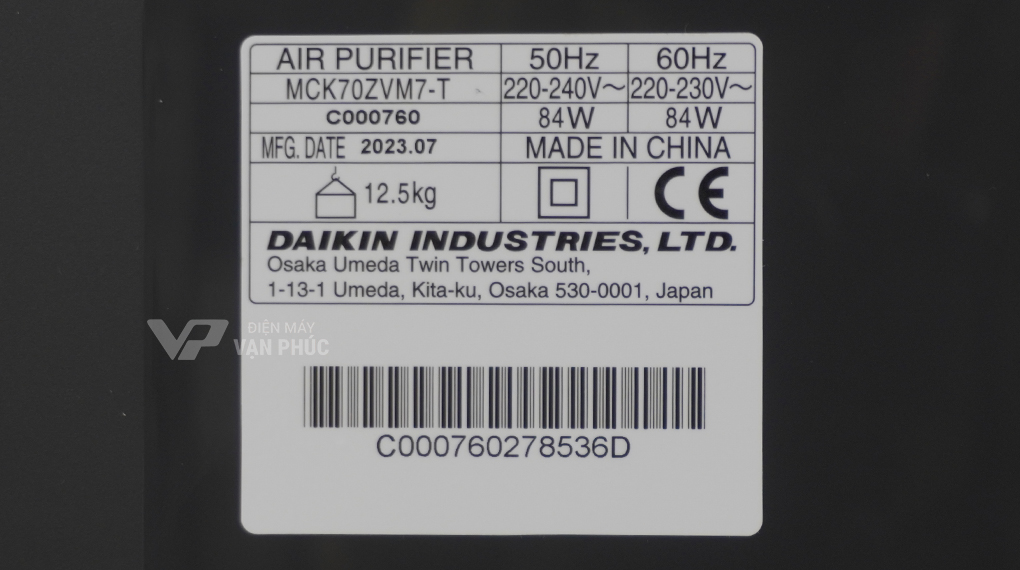 AIR PURIFIER 50Hz 60Hz
MCK70ZVM7-T 220-240V～ 220-230V～
C000760 84W 84W
MFG. DATE 2023.07 MADE IN CHINA
12.5kg CE
DAIKIN INDUSTRIES, LTD.
Osaka Umeda Twin Towers South,
1-13-1 Umeda, Kita-ku, Osaka 530-0001, Japan
VP ĐIỆN MÁY
VẠN PHÚC
C000760278536D